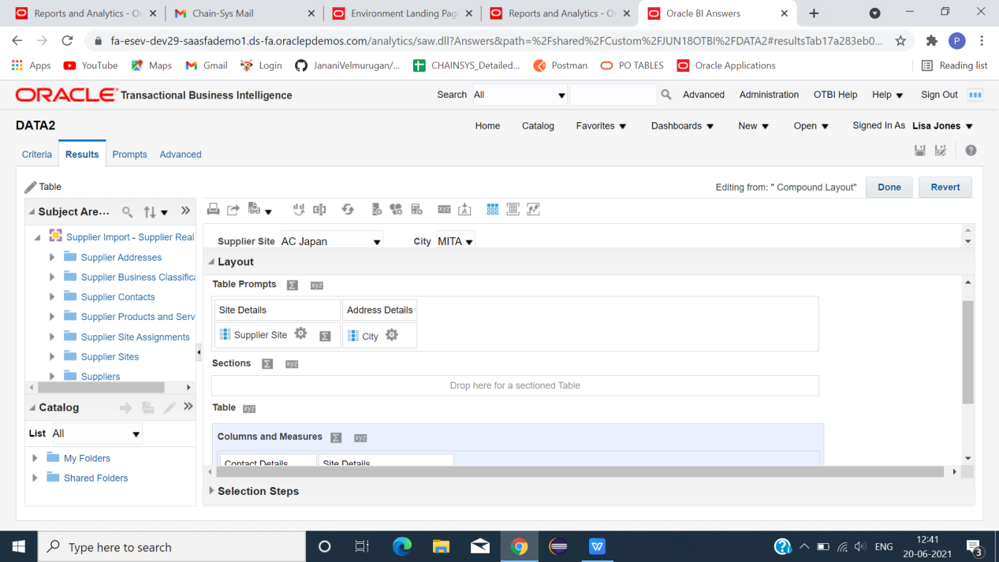 Reports and Analytics - Or
Chain-Sys Mail
Environment Landing Page
Reports and Analytics - Or
Oracle BI Answers
fa-esev-dev29-saasfademo1.ds-fa.oraclepdemos.com/analytics/saw.dll?Answers&path=%2Fshared%2FCustom%2FJUN18OTBI%2FDATA2#resultsTab17a283eb0...
P
Apps
YouTube
Maps
Gmail
Login
JananiVelmurugan/...
CHAINSYS_Detailed...
Postman
PO TABLES
Oracle Applications
Reading list
ORACLE Transactional Business Intelligence
Search
All
Advanced
Administration
OTBI Help
Help
Sign Out
DATA2
Home
Catalog
Favorites
Dashboards
New
Open
Signed In As Lisa Jones
Criteria
Results
Prompts
Advanced
Table
Editing from: " Compound Layout"
Done
Revert
Subject Are...
Supplier Import - Supplier Real
Supplier Addresses
Supplier Business Classifica
Supplier Contacts
Supplier Products and Serv
Supplier Site Assignments
Supplier Sites
Suppliers
Catalog
List All
My Folders
Shared Folders
xyz
Supplier Site AC Japan
City MITA
Layout
Table Prompts Σ xyz
Site Details
Address Details
Supplier Site Σ
City
Sections Σ xyz
Drop here for a sectioned Table
Table xyz
Columns and Measures Σ xyz
Contact Details
Site Details
Selection Steps
Type here to search
W
ENG
12:41
20-06-2021
3